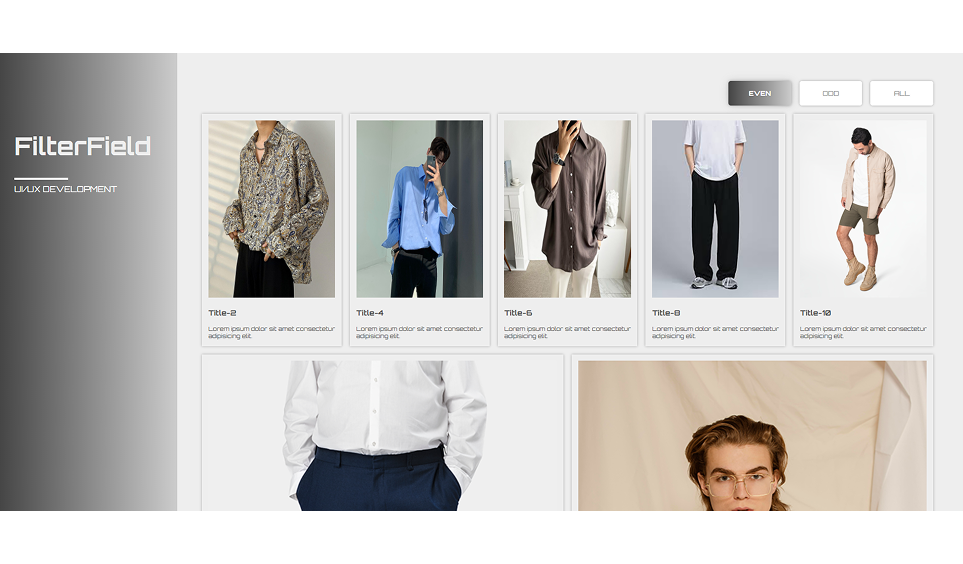 EVEN
ODD
ALL
FilterField
UI/UX DEVELOPMENT
Title-2
Lorem ipsum dolor sit amet consectetur
adipisicing elit.
Title-4
Lorem ipsum dolor sit amet consectetur
adipisicing elit.
Title-6
Lorem ipsum dolor sit amet consectetur
adipisicing elit.
Title-8
Lorem ipsum dolor sit amet consectetur
adipisicing elit.
Title-10
Lorem ipsum dolor sit amet consectetur
adipisicing elit.